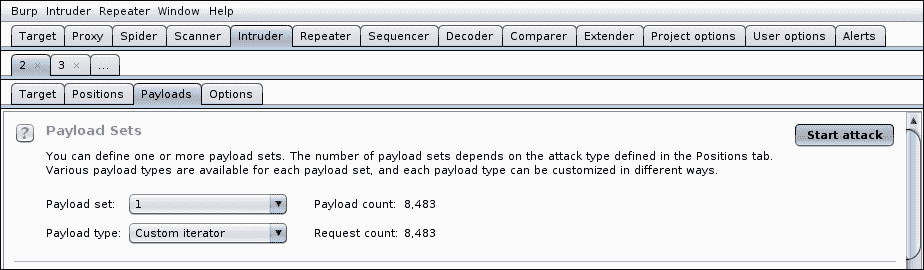 Burp Intruder Repeater Window Help
Target Proxy Spider Scanner Intruder Repeater Sequencer Decoder Comparer Extender Project options User options Alerts
2 × 3 × ...
Target Positions Payloads Options
? Payload Sets Start attack
You can define one or more payload sets. The number of payload sets depends on the attack type defined in the Positions tab.
Various payload types are available for each payload set, and each payload type can be customized in different ways.
Payload set: 1 Payload count: 8,483
Payload type: Custom iterator Request count: 8,483